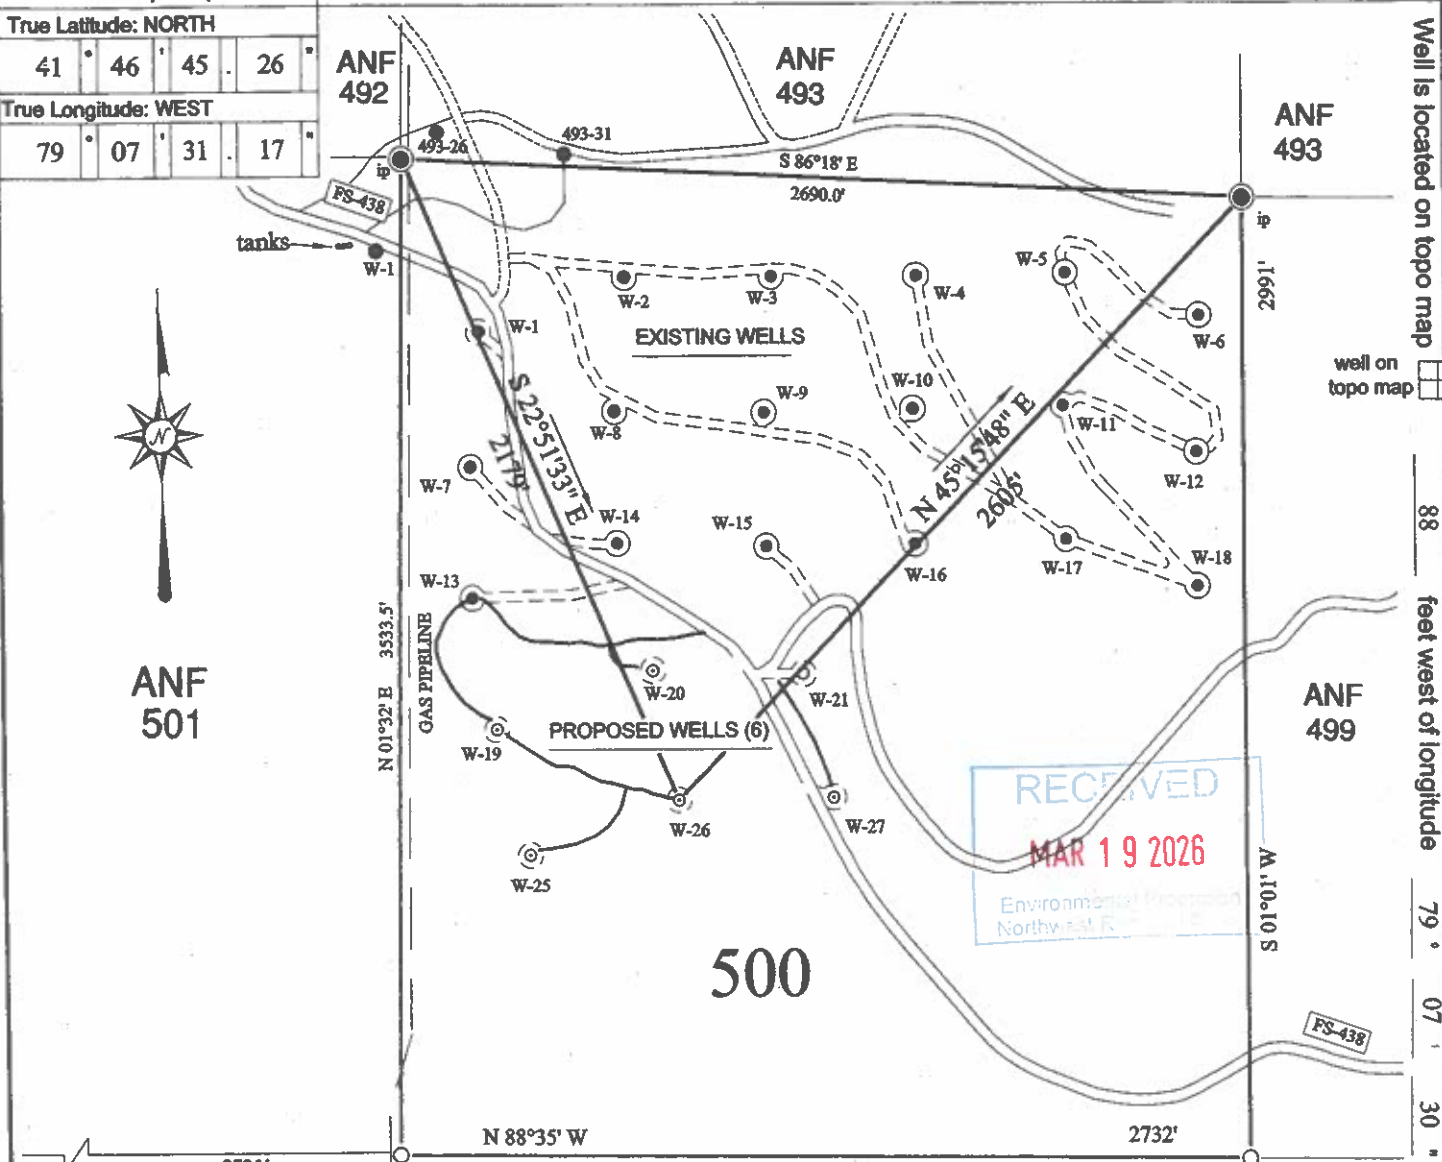 True Latitude: NORTH
41 ° 46 ' 45 . 26 "
True Longitude: WEST
79 ° 07 ' 31 . 17 "
ANF
492
ANF
493
ANF
493
493-26
493-31
ip
S 86°18' E
2690.0'
ip
FS-438
tanks
W-1
W-1
W-2
W-3
W-4
W-5
W-6
2991'
EXISTING WELLS
W-7
W-8
W-9
W-10
W-11
W-12
S 22°51'33" E
2179'
N 45°15'48" E
2605'
W-13
W-14
W-15
W-16
W-17
W-18
N 01°32' E 3533.5'
GAS PIPELINE
ANF
501
W-20
W-21
PROPOSED WELLS (6)
W-19
W-26
W-27
W-25
ANF
499
RECEIVED
MAR 19 2026
Environmental Protection
Northwest R
S 01°01' W
500
FS-438
N 88°35' W
2732'
Well is located on topo map
well on
topo map
88 feet west of longitude 79 ° 07 ' 30 "